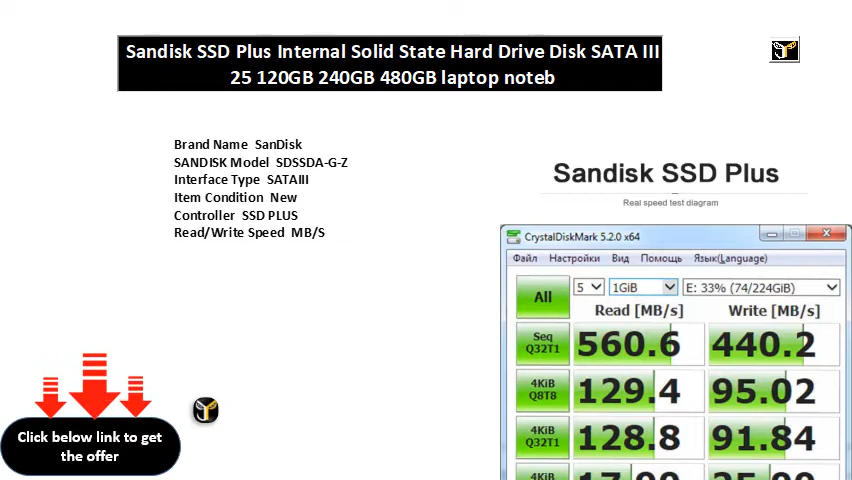 Sandisk SSD Plus Internal Solid State Hard Drive Disk SATA III
25 120GB 240GB 480GB laptop noteb
Brand Name SanDisk
SANDISK Model SDSSDA-G-Z
Interface Type SATAIII
Item Condition New
Controller SSD PLUS
Read/Write Speed MB/S
Sandisk SSD Plus
Real speed test diagram
CrystalDiskMark 5.2.0 x64
Файл Настройки Вид Помощь Язык(Language)
All 5 1GiB E: 33% (74/224GiB)
Read [MB/s] Write [MB/s]
Seq
Q32T1 560.6 440.2
4KiB
Q8T8 129.4 95.02
4KiB
Q32T1 128.8 91.84
4KiB
Click below link to get
the offer